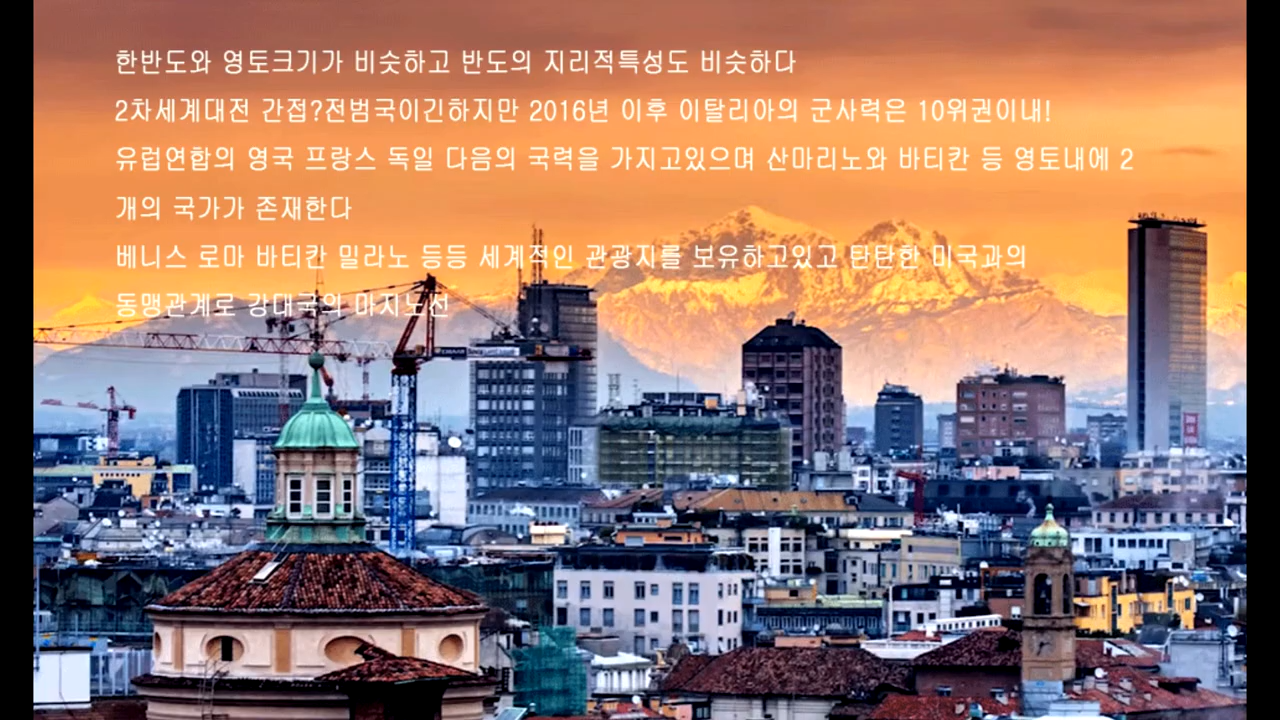 한반도와 영토크기가 비슷하고 반도의 지리적특성도 비슷하다
2차세계대전 간접?전범국이긴하지만 2016년 이후 이탈리아의 군사력은 10위권이내!
유럽연합의 영국 프랑스 독일 다음의 국력을 가지고있으며 산마리노와 바티칸 등 영토내에 2
개의 국가가 존재한다
베니스 로마 바티칸 밀라노 등등 세계적인 관광지를 보유하고있고 탄탄한 미국과의
동맹관계로 강대국의 마지노선